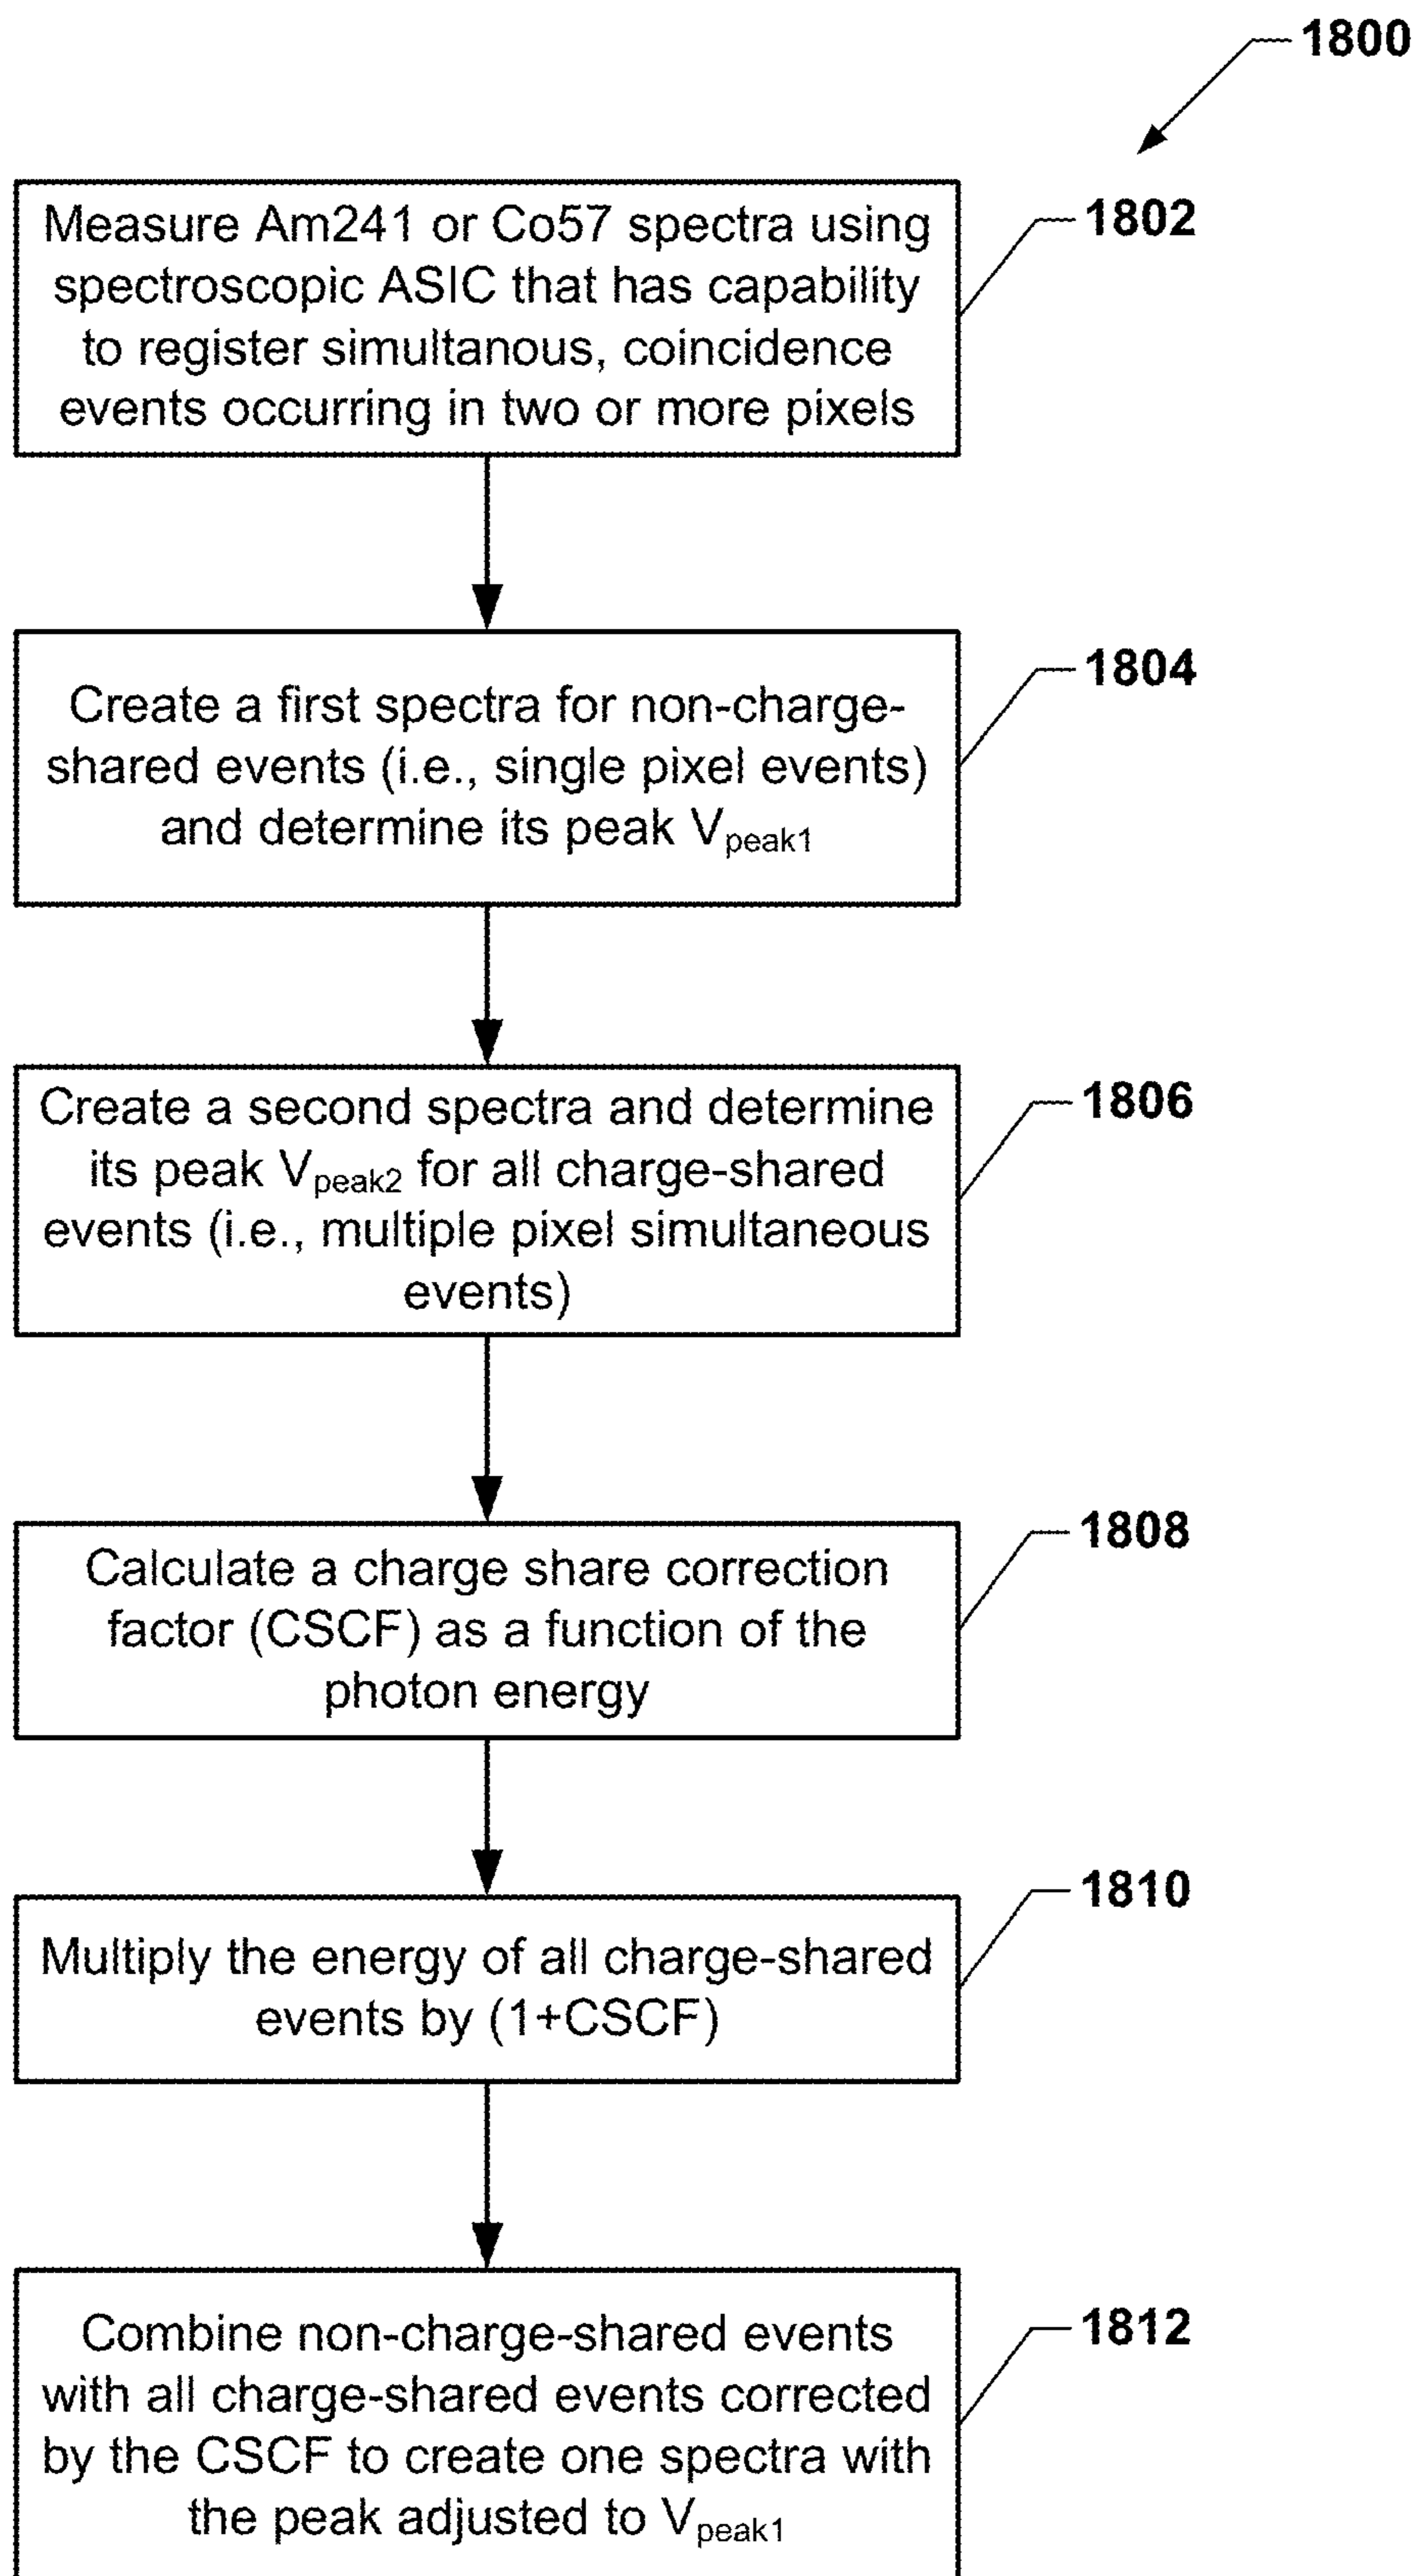 1800
Measure Am241 or Co57 spectra using
spectroscopic ASIC that has capability
to register simultanous, coincidence
events occurring in two or more pixels
1802
Create a first spectra for non-charge-
shared events (i.e., single pixel events)
and determine its peak Vpeak1
1804
Create a second spectra and determine
its peak Vpeak2 for all charge-shared
events (i.e., multiple pixel simultaneous
events)
1806
Calculate a charge share correction
factor (CSCF) as a function of the
photon energy
1808
Multiply the energy of all charge-shared
events by (1+CSCF)
1810
Combine non-charge-shared events
with all charge-shared events corrected
by the CSCF to create one spectra with
the peak adjusted to Vpeak1
1812